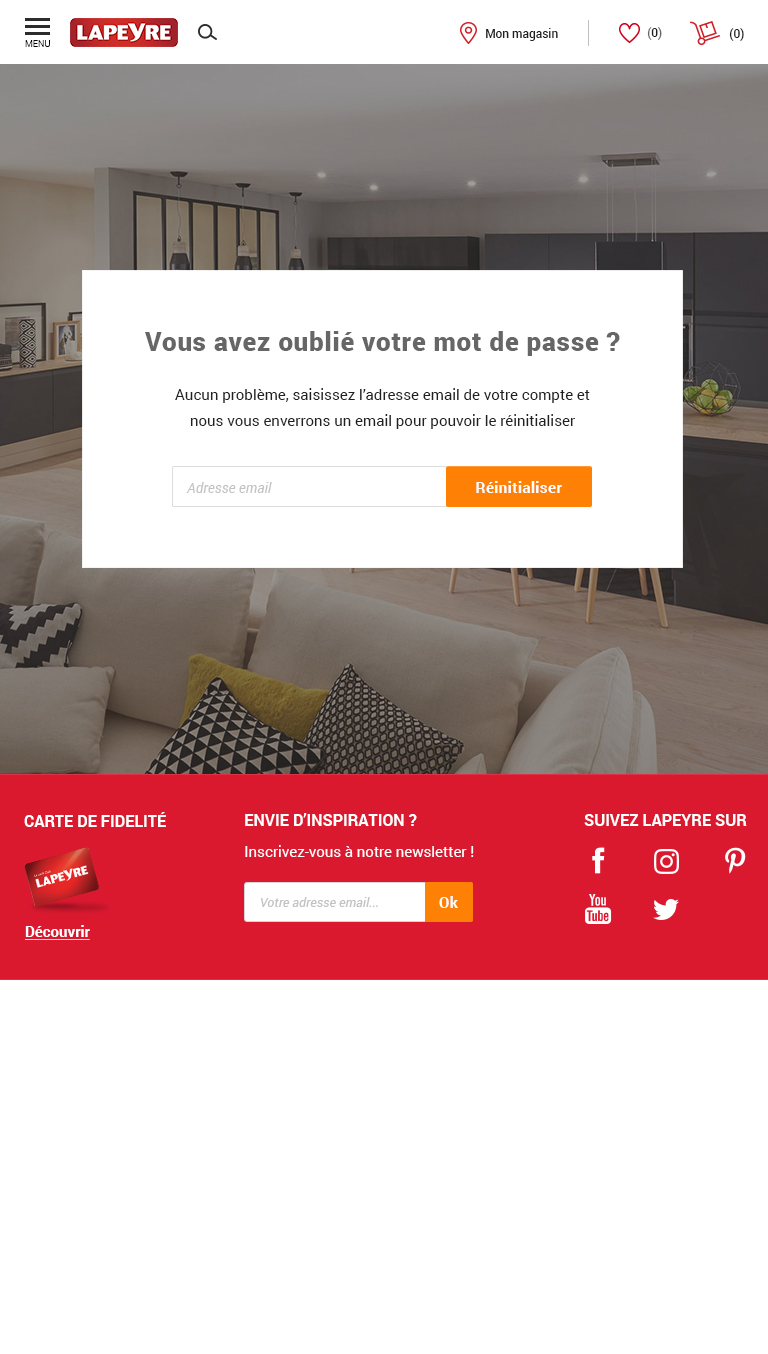 MENU
LAPEYRE
Mon magasin
(0)
(0)
Vous avez oublié votre mot de passe ?
Aucun problème, saisissez l’adresse email de votre compte et
nous vous enverrons un email pour pouvoir le réinitialiser
Adresse email
Réinitialiser
CARTE DE FIDELITÉ
LAPEYRE
Découvrir
ENVIE D’INSPIRATION ?
Inscrivez-vous à notre newsletter !
Votre adresse email...
Ok
SUIVEZ LAPEYRE SUR
You
Tube